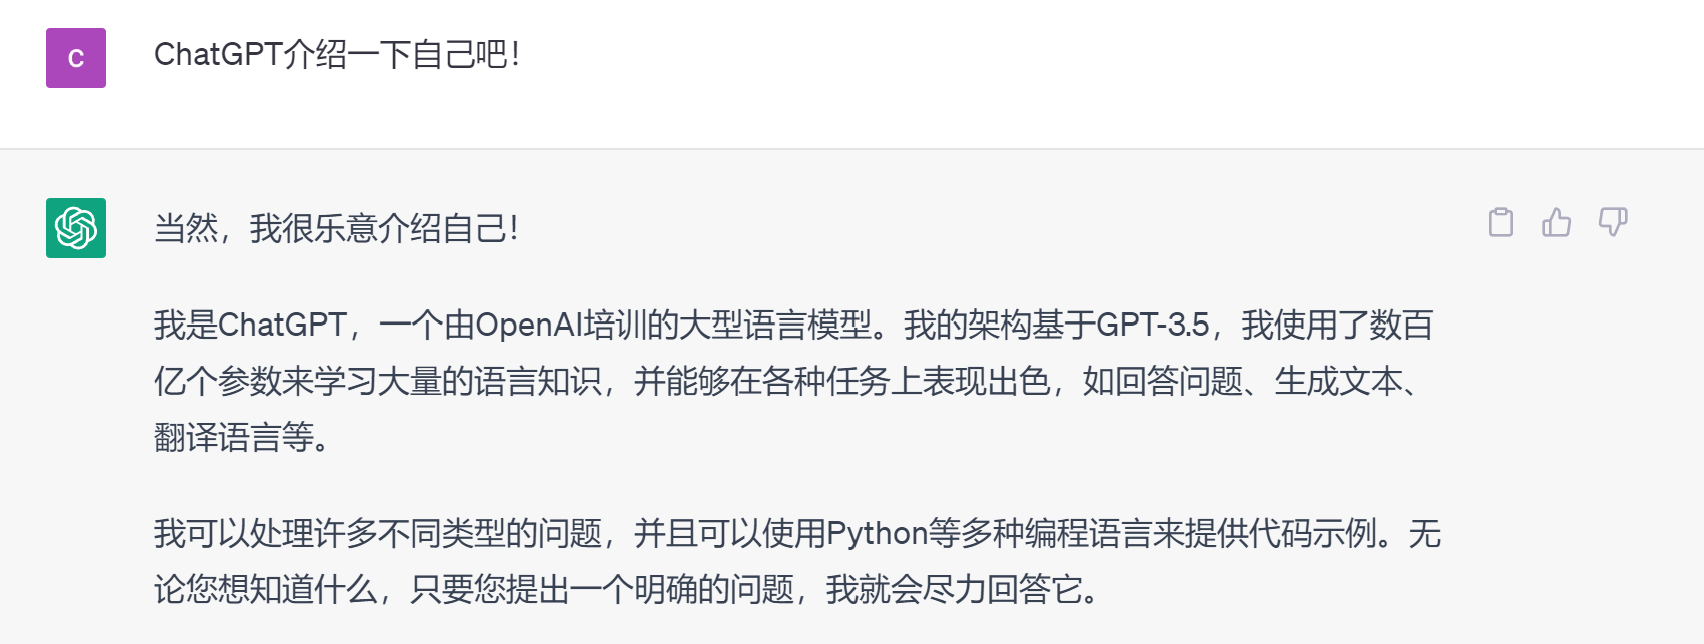 C
ChatGPT介绍一下自己吧！
当然，我很乐意介绍自己！
我是ChatGPT，一个由OpenAI培训的大型语言模型。我的架构基于GPT-3.5，我使用了数百
亿个参数来学习大量的语言知识，并能够在各种任务上表现出色，如回答问题、生成文本、
翻译语言等。
我可以处理许多不同类型的问题，并且可以使用Python等多种编程语言来提供代码示例。无
论您想知道什么，只要您提出一个明确的问题，我就会尽力回答它。